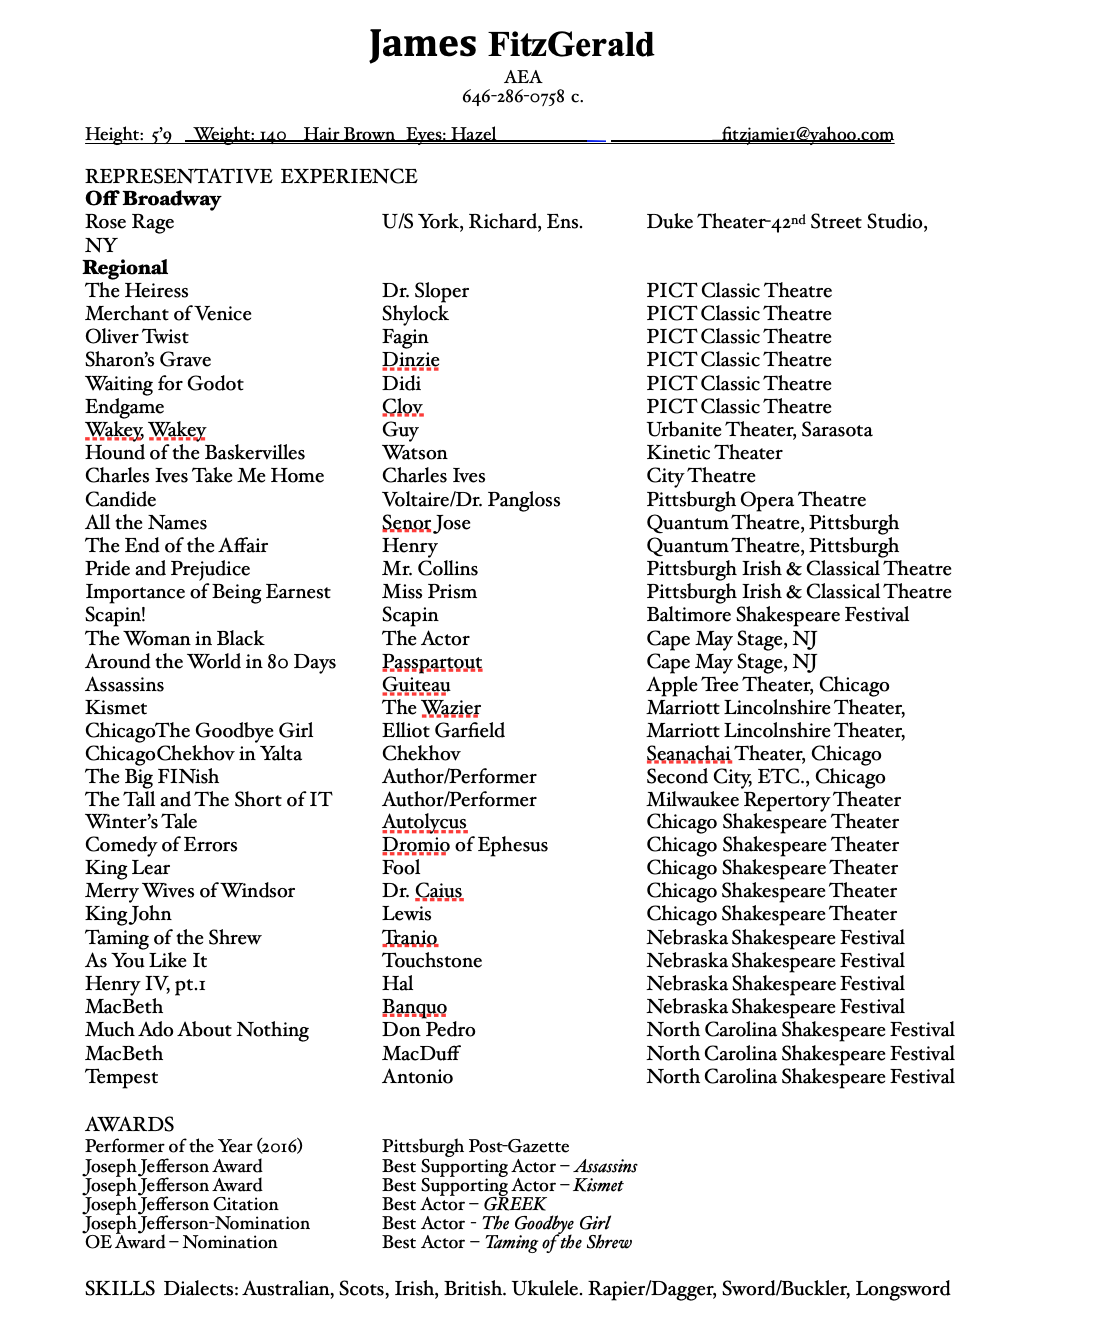 James FitzGerald
AEA
646-286-0758 c.
Height: 5'9 Weight: 140 Hair Brown Eyes: Hazel fitzjamie1@yahoo.com
REPRESENTATIVE EXPERIENCE
Off Broadway
Rose Rage U/S York, Richard, Ens. Duke Theater-42nd Street Studio,
NY
Regional
The Heiress Dr. Sloper PICT Classic Theatre
Merchant of Venice Shylock PICT Classic Theatre
Oliver Twist Fagin PICT Classic Theatre
Sharon's Grave Dinzie PICT Classic Theatre
Waiting for Godot Didi PICT Classic Theatre
Endgame Clov PICT Classic Theatre
Wakey, Wakey Guy Urbanite Theater, Sarasota
Hound of the Baskervilles Watson Kinetic Theater
Charles Ives Take Me Home Charles Ives City Theatre
Candide Voltaire/Dr. Pangloss Pittsburgh Opera Theatre
All the Names Senor Jose Quantum Theatre, Pittsburgh
The End of the Affair Henry Quantum Theatre, Pittsburgh
Pride and Prejudice Mr. Collins Pittsburgh Irish & Classical Theatre
Importance of Being Earnest Miss Prism Pittsburgh Irish & Classical Theatre
Scapin! Scapin Baltimore Shakespeare Festival
The Woman in Black The Actor Cape May Stage, NJ
Around the World in 80 Days Passpartout Cape May Stage, NJ
Assassins Guiteau Apple Tree Theater, Chicago
Kismet The Wazier Marriott Lincolnshire Theater,
ChicagoThe Goodbye Girl Elliot Garfield Marriott Lincolnshire Theater,
ChicagoChekhov in Yalta Chekhov Seanachai Theater, Chicago
The Big FINish Author/Performer Second City, ETC., Chicago
The Tall and The Short of IT Author/Performer Milwaukee Repertory Theater
Winter's Tale Autolycus Chicago Shakespeare Theater
Comedy of Errors Dromio of Ephesus Chicago Shakespeare Theater
King Lear Fool Chicago Shakespeare Theater
Merry Wives of Windsor Dr. Caius Chicago Shakespeare Theater
King John Lewis Chicago Shakespeare Theater
Taming of the Shrew Tranio Nebraska Shakespeare Festival
As You Like It Touchstone Nebraska Shakespeare Festival
Henry IV, pt.1 Hal Nebraska Shakespeare Festival
MacBeth Banquo Nebraska Shakespeare Festival
Much Ado About Nothing Don Pedro North Carolina Shakespeare Festival
MacBeth MacDuff North Carolina Shakespeare Festival
Tempest Antonio North Carolina Shakespeare Festival
AWARDS
Performer of the Year (2016) Pittsburgh Post-Gazette
Joseph Jefferson Award Best Supporting Actor – Assassins
Joseph Jefferson Award Best Supporting Actor – Kismet
Joseph Jefferson Citation Best Actor – GREEK
Joseph Jefferson-Nomination Best Actor - The Goodbye Girl
OE Award – Nomination Best Actor – Taming of the Shrew
SKILLS Dialects: Australian, Scots, Irish, British. Ukulele. Rapier/Dagger, Sword/Buckler, Longsword